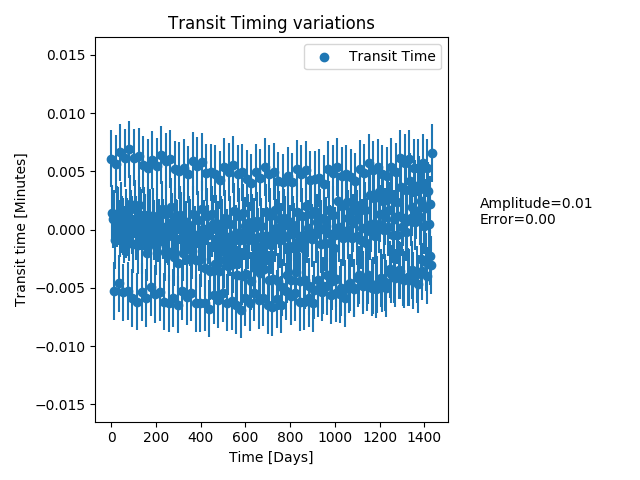 Transit Timing variations
Transit Time
0.015
0.010
0.005
0.000
−0.005
−0.010
−0.015
Transit time [Minutes]
0
200
400
600
800
1000
1200
1400
Time [Days]
Amplitude=0.01
Error=0.00